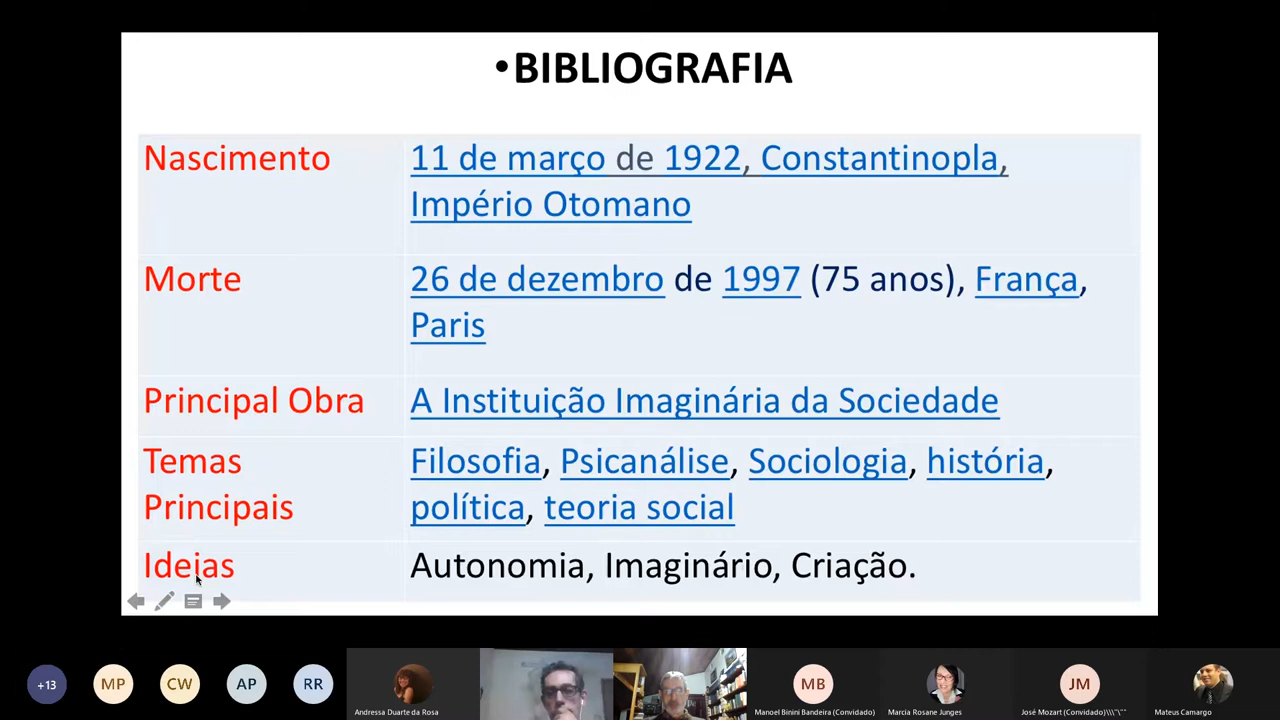 •BIBLIOGRAFIA
Nascimento
11 de março de 1922, Constantinopla,
Império Otomano
Morte
26 de dezembro de 1997 (75 anos), França,
Paris
Principal Obra
A Instituição Imaginária da Sociedade
Temas
Principais
Filosofia, Psicanálise, Sociologia, história,
política, teoria social
Ideias
Autonomia, Imaginário, Criação.
+13
MP
CW
AP
RR
Andressa Duarte da Rosa
MB
Manoel Binini Bandeira (Convidado)
Marcia Rosane Junges
JM
José Mozart (Convidado)\\\"\""
Mateus Camargo